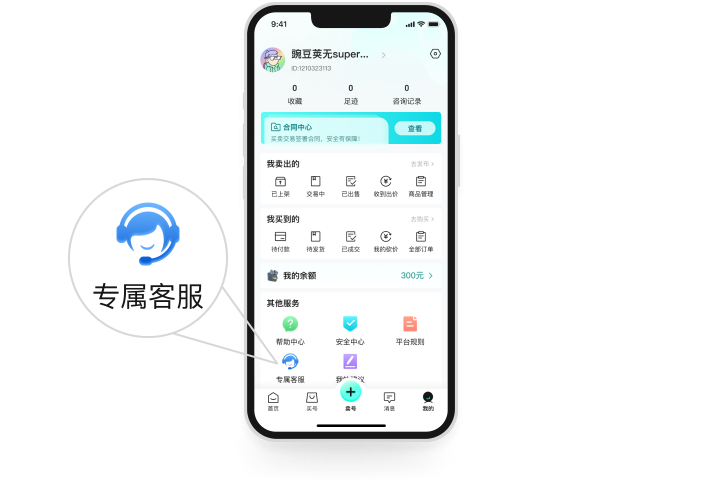 9:41
豌豆英无super...
ID:1210323113
0 0 0
收藏 足迹 咨询记录
合同中心
买卖交易签署合同，安全有保障！
查看
我卖出的 去发布
已上架 交易中 已出售 收到出价 商品管理
我买到的 去购买
待付款 待发货 已成交 我的砍价 全部订单
我的余额 300元
其他服务
帮助中心 安全中心 平台规则
专属客服
首页 买号 卖号 消息 我的
专属客服